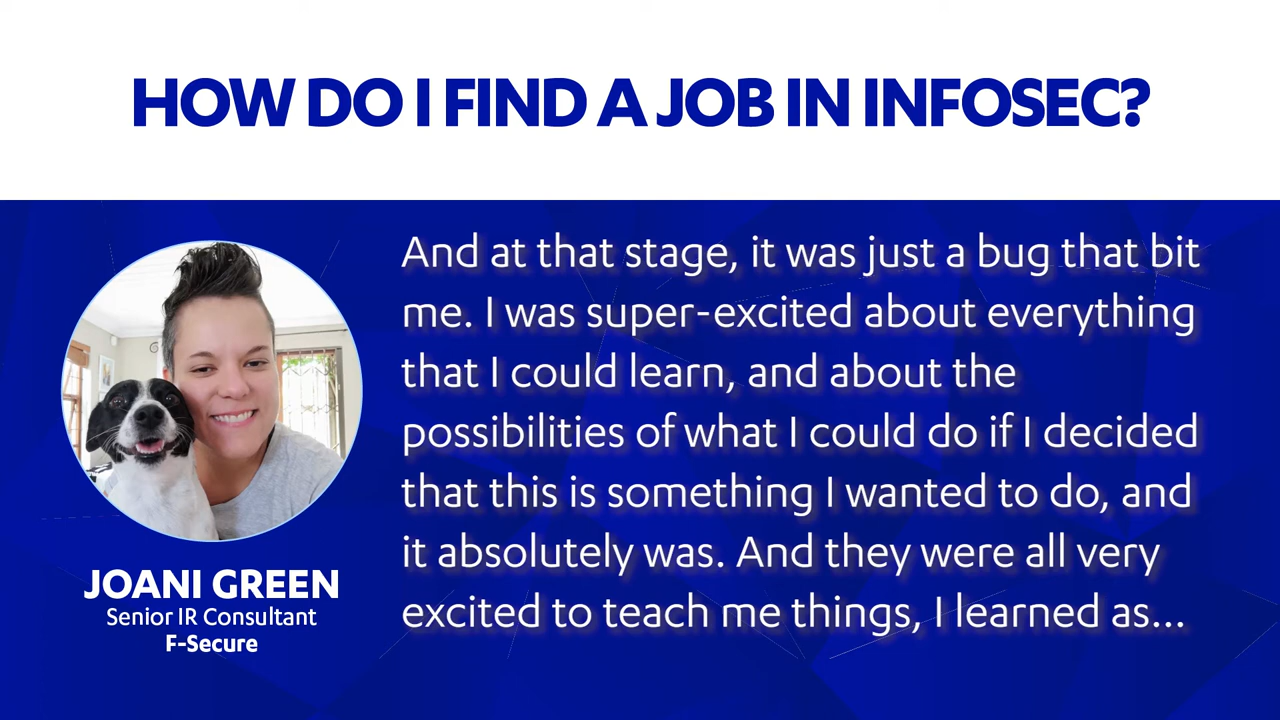 HOW DO I FIND A JOB IN INFOSEC?
And at that stage, it was just a bug that bit
me. I was super-excited about everything
that I could learn, and about the
possibilities of what I could do if I decided
that this is something I wanted to do, and
it absolutely was. And they were all very
excited to teach me things, I learned as...
JOANI GREEN
Senior IR Consultant
F-Secure